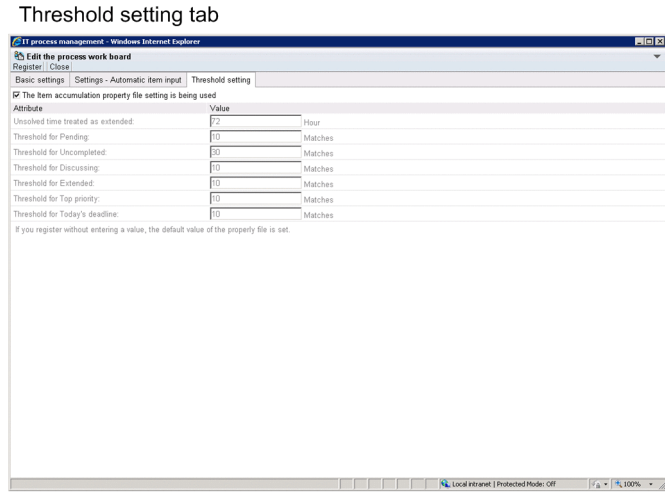 Threshold setting tab
IT process management - Windows Internet Explorer
Edit the process work board
Register Close
Basic settings Settings - Automatic item input Threshold setting
The Item accumulation property file setting is being used
Attribute Value
Unsolved time treated as extended: 72 Hour
Threshold for Pending: 10 Matches
Threshold for Uncompleted: 30 Matches
Threshold for Discussing: 10 Matches
Threshold for Extended: 10 Matches
Threshold for Top priority: 10 Matches
Threshold for Today's deadline: 10 Matches
If you register without entering a value, the default value of the properly file is set.
Local intranet | Protected Mode: Off 100%